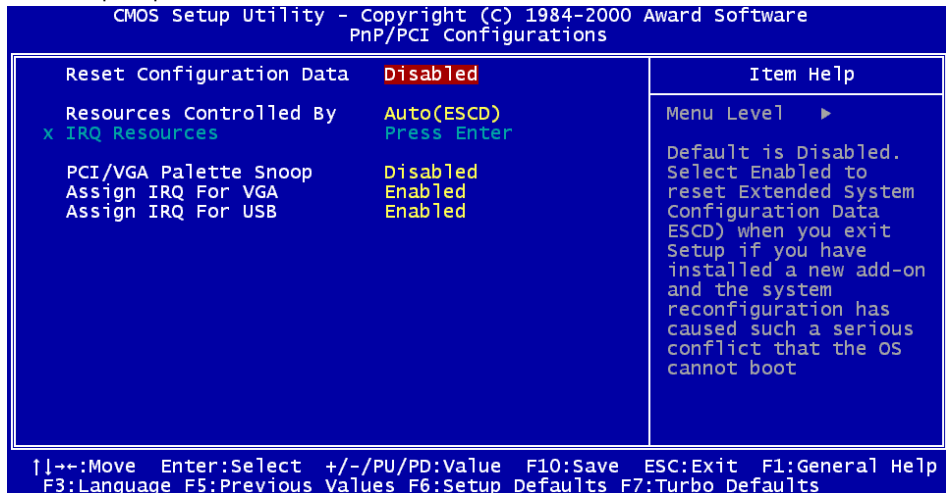 CMOS Setup Utility - Copyright (C) 1984-2000 Award Software
PnP/PCI Configurations
Reset Configuration Data Disabled
Resources Controlled By Auto(ESCD)
x IRQ Resources Press Enter
PCI/VGA Palette Snoop Disabled
Assign IRQ For VGA Enabled
Assign IRQ For USB Enabled
Item Help
Menu Level ►
Default is Disabled.
Select Enabled to
reset Extended System
Configuration Data
ESCD) when you exit
Setup if you have
installed a new add-on
and the system
reconfiguration has
caused such a serious
conflict that the OS
cannot boot
↑↓→←:Move Enter:Select +/-/PU/PD:Value F10:Save ESC:Exit F1:General Help
F3:Language F5:Previous Values F6:Setup Defaults F7:Turbo Defaults